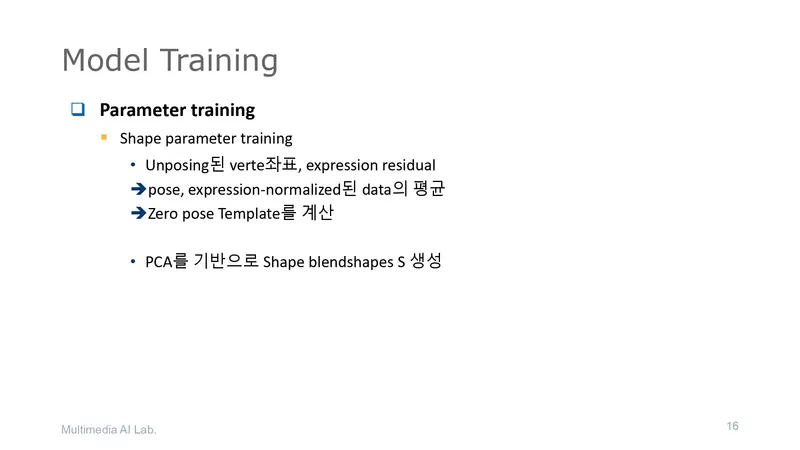 Model Training
❑ Parameter training
▪ Shape parameter training
• Unposing된 verte좌표, expression residual
➔pose, expression-normalized된 data의 평균
➔Zero pose Template를 계산
• PCA를 기반으로 Shape blendshapes S 생성
Multimedia AI Lab.
16